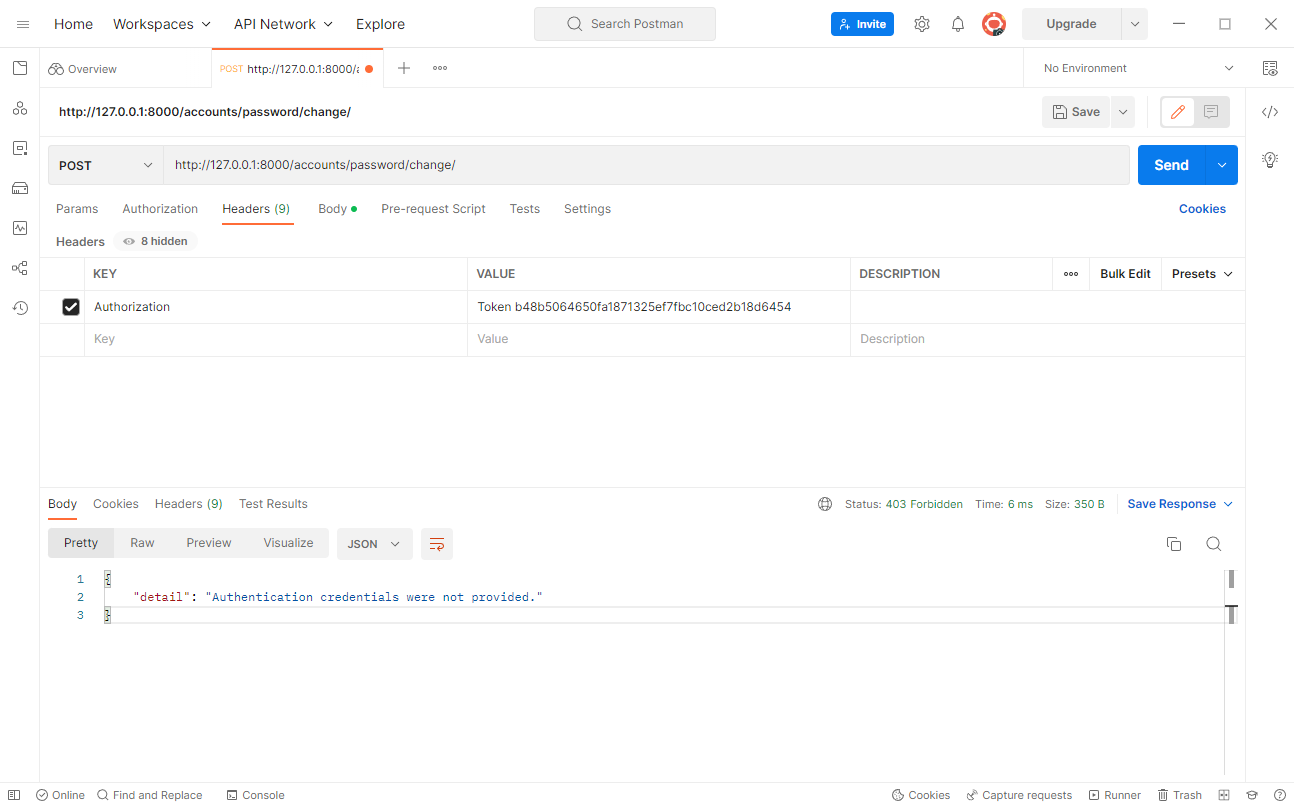 Home Workspaces API Network Explore Search Postman Invite Upgrade
Overview POST http://127.0.0.1:8000/a No Environment
http://127.0.0.1:8000/accounts/password/change/ Save
POST http://127.0.0.1:8000/accounts/password/change/ Send
Params Authorization Headers (9) Body Pre-request Script Tests Settings Cookies
Headers 8 hidden
KEY VALUE DESCRIPTION Bulk Edit Presets
Authorization Token b48b5064650fa1871325ef7fbc10ced2b18d6454
Key Value Description
Body Cookies Headers (9) Test Results Status: 403 Forbidden Time: 6 ms Size: 350 B Save Response
Pretty Raw Preview Visualize JSON
1 {
2 "detail": "Authentication credentials were not provided."
3 }
Online Find and Replace Console Cookies Capture requests Runner Trash